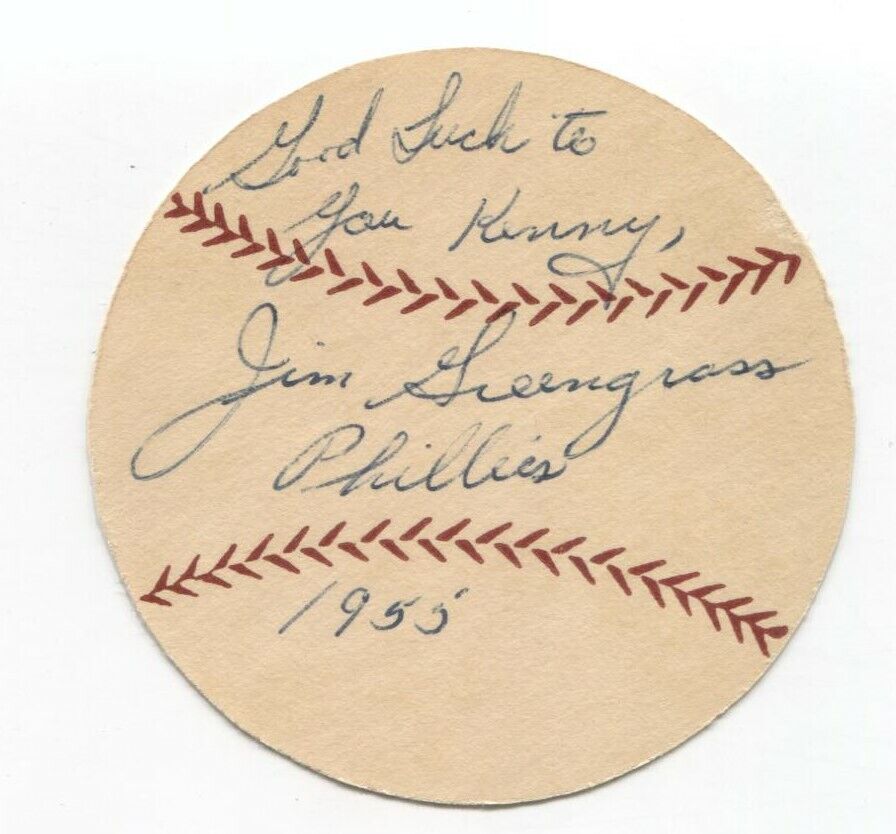 Good Luck to
You Kenny,
Jim Greengrass
Phillies
1955